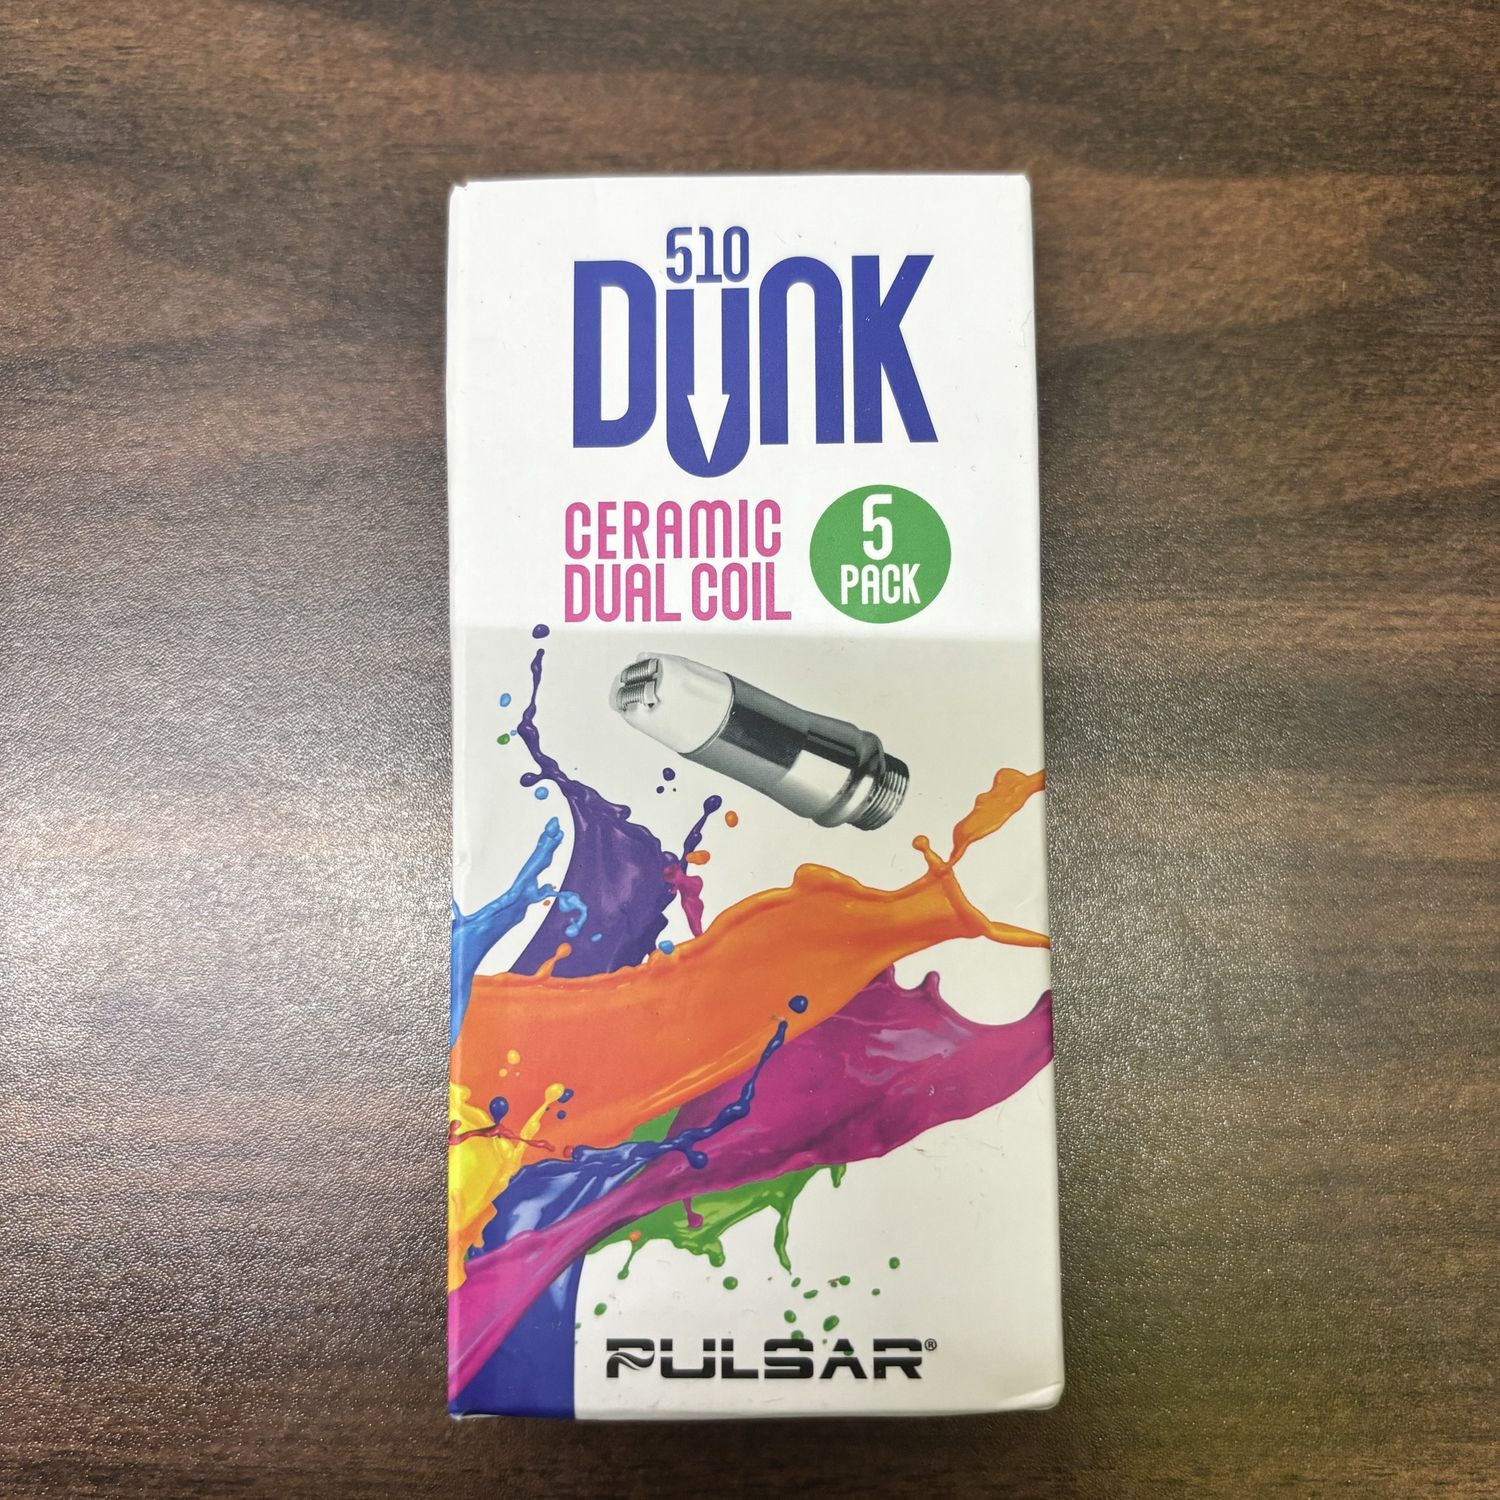 510
DUNK
CERAMIC
DUAL COIL
5
PACK
PULSAR®